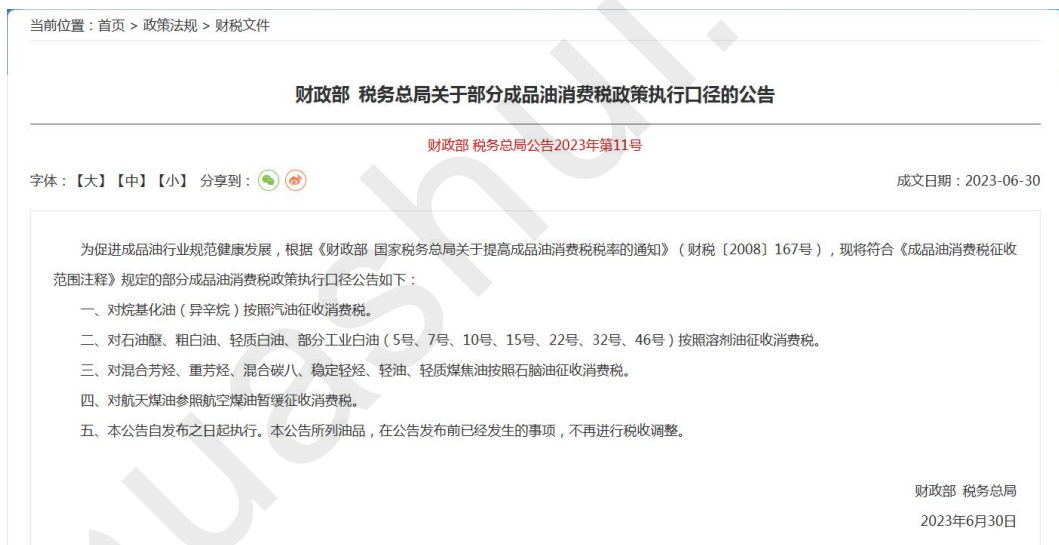 当前位置：首页 > 政策法规 > 财税文件
财政部 税务总局关于部分成品油消费税政策执行口径的公告
财政部 税务总局公告2023年第11号
字体：【大】【中】【小】 分享到：
成文日期：2023-06-30
为促进成品油行业规范健康发展，根据《财政部 国家税务总局关于提高成品油消费税税率的通知》（财税〔2008〕167号），现将符合《成品油消费税征收
范围注释》规定的部分成品油消费税政策执行口径公告如下：
一、对烷基化油（异辛烷）按照汽油征收消费税。
二、对石油醚、粗白油、轻质白油、部分工业白油（5号、7号、10号、15号、22号、32号、46号）按照溶剂油征收消费税。
三、对混合芳烃、重芳烃、混合碳八、稳定轻烃、轻油、轻质煤焦油按照石脑油征收消费税。
四、对航天煤油参照航空煤油暂缓征收消费税。
五、本公告自发布之日起执行。本公告所列油品，在公告发布前已经发生的事项，不再进行税收调整。
财政部 税务总局
2023年6月30日
uashui.